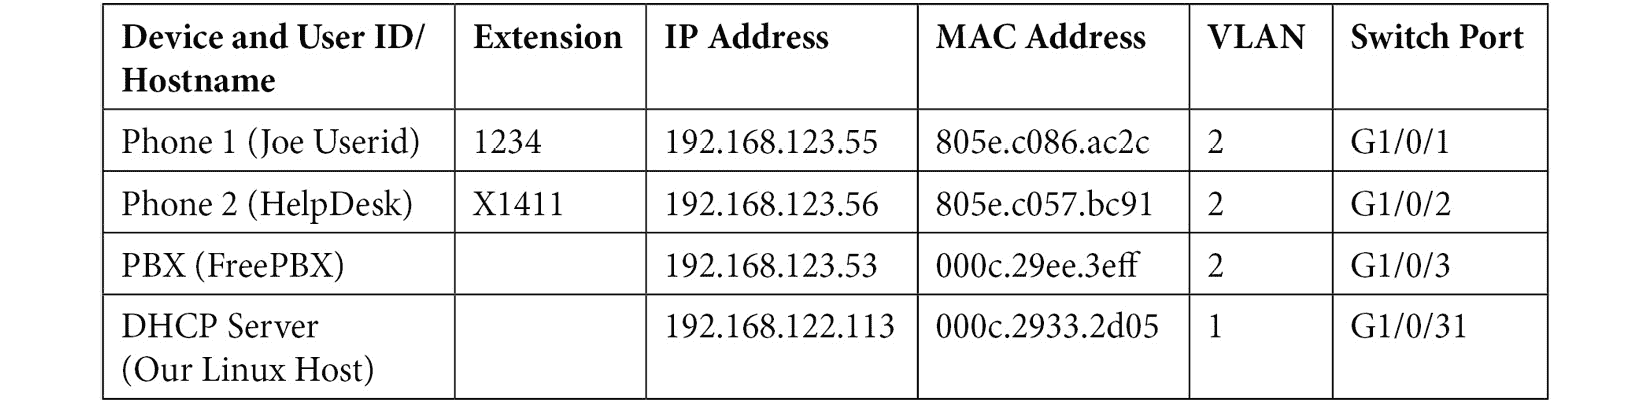 Device and User ID/ Extension IP Address MAC Address VLAN Switch Port
Hostname
Phone 1 (Joe Userid) 1234 192.168.123.55 805e.c086.ac2c 2 G1/0/1
Phone 2 (HelpDesk) X1411 192.168.123.56 805e.c057.bc91 2 G1/0/2
PBX (FreePBX) 192.168.123.53 000c.29ee.3eff 2 G1/0/3
DHCP Server 192.168.122.113 000c.2933.2d05 1 G1/0/31
(Our Linux Host)